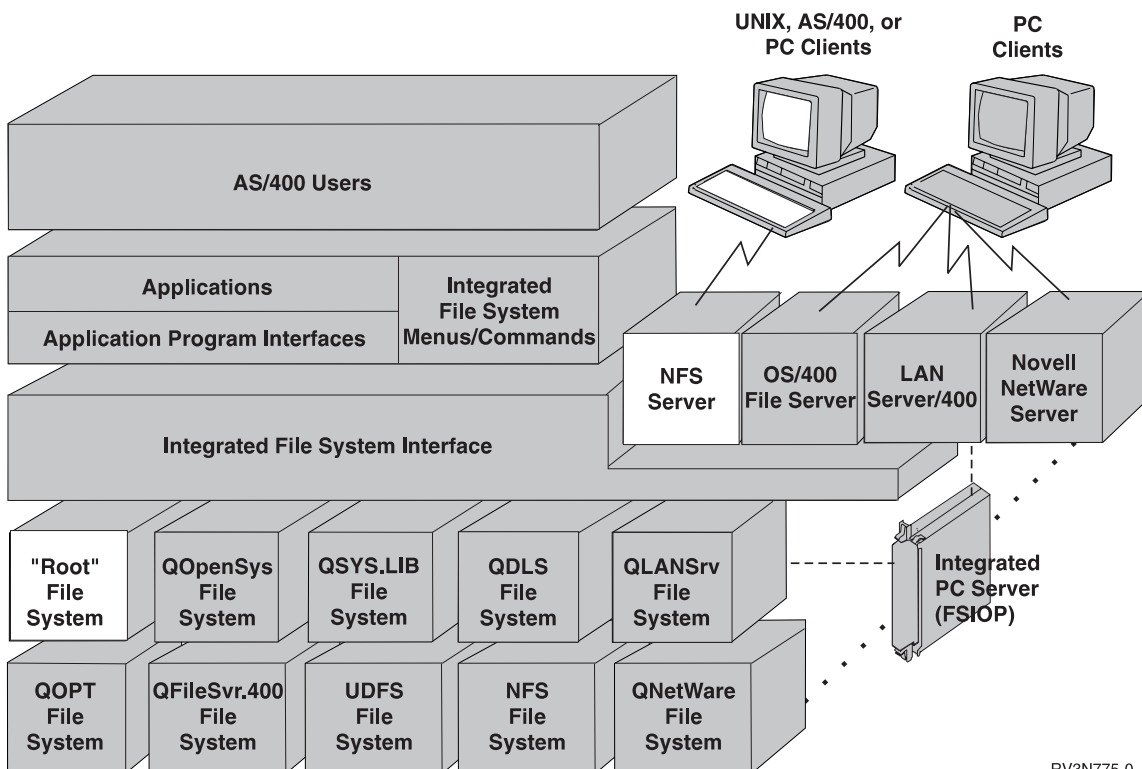 UNIX, AS/400, or
PC Clients
PC
Clients
AS/400 Users
Applications
Application Program Interfaces
Integrated
File System
Menus/Commands
NFS
Server
OS/400
File Server
LAN
Server/400
Novell
NetWare
Server
Integrated File System Interface
"Root"
File
System
QOpenSys
File
System
QSYS.LIB
File
System
QDLS
File
System
QLANSrv
File
System
Integrated
PC Server
(FSIOP)
QOPT
File
System
QFileSvr.400
File
System
UDFS
File
System
NFS
File
System
QNetWare
File
System
RV3N775-0